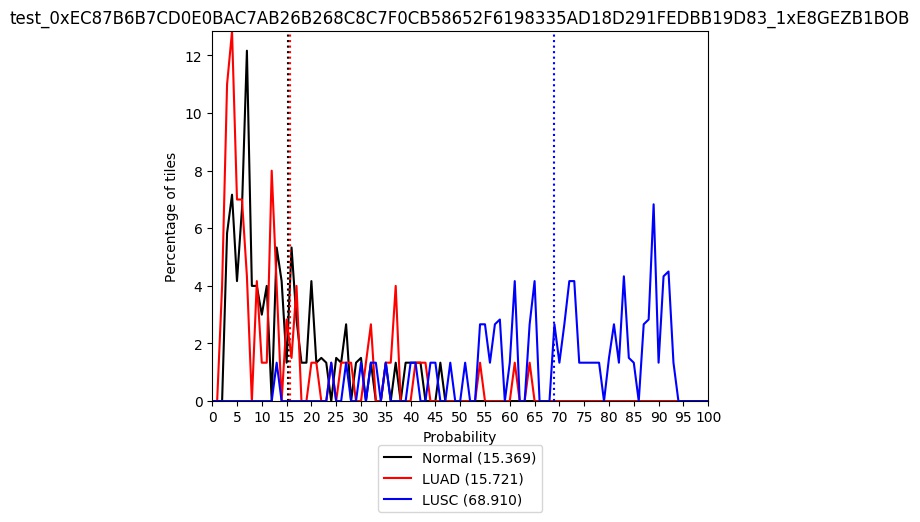 test_0xEC87B6B7CD0E0BAC7AB26B268C8C7F0CB58652F6198335AD18D291FEDBB19D83_1xE8GEZB1BOB
12
10
8
6
4
2
0
Percentage of tiles
0 5 10 15 20 25 30 35 40 45 50 55 60 65 70 75 80 85 90 95 100
Probability
Normal (15.369)
LUAD (15.721)
LUSC (68.910)